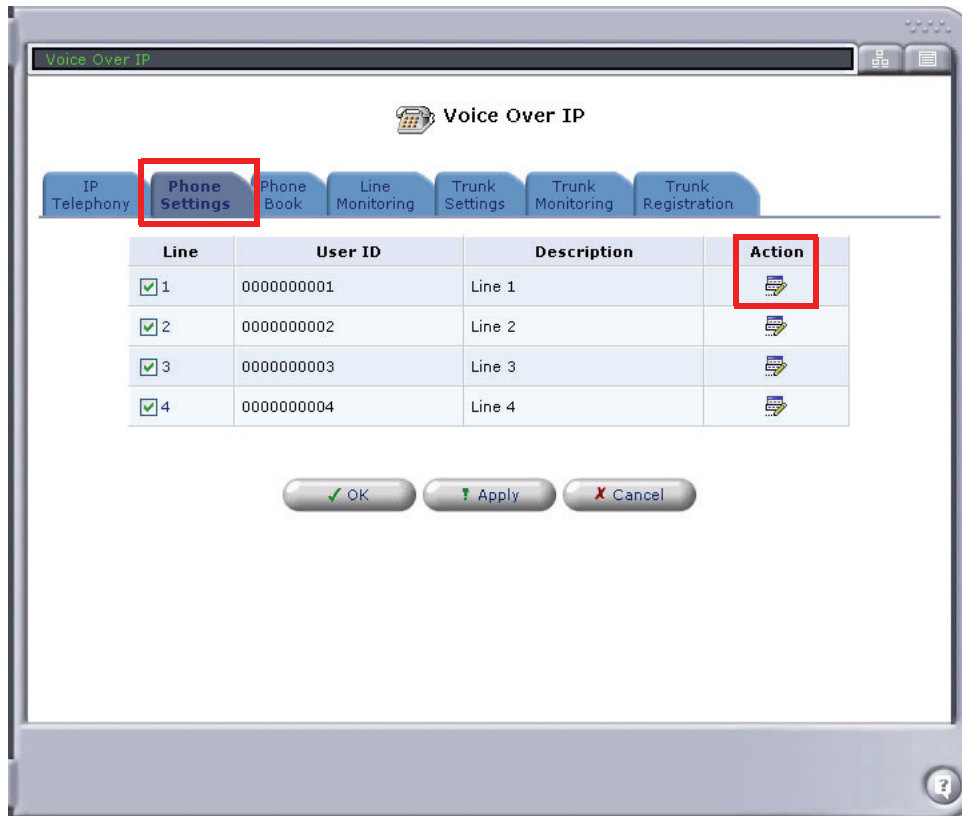 Voice Over IP
Voice Over IP
IP Telephony
Phone Settings
Phone Book
Line Monitoring
Trunk Settings
Trunk Monitoring
Trunk Registration
Line User ID Description Action
1 0000000001 Line 1
2 0000000002 Line 2
3 0000000003 Line 3
4 0000000004 Line 4
OK Apply Cancel
?